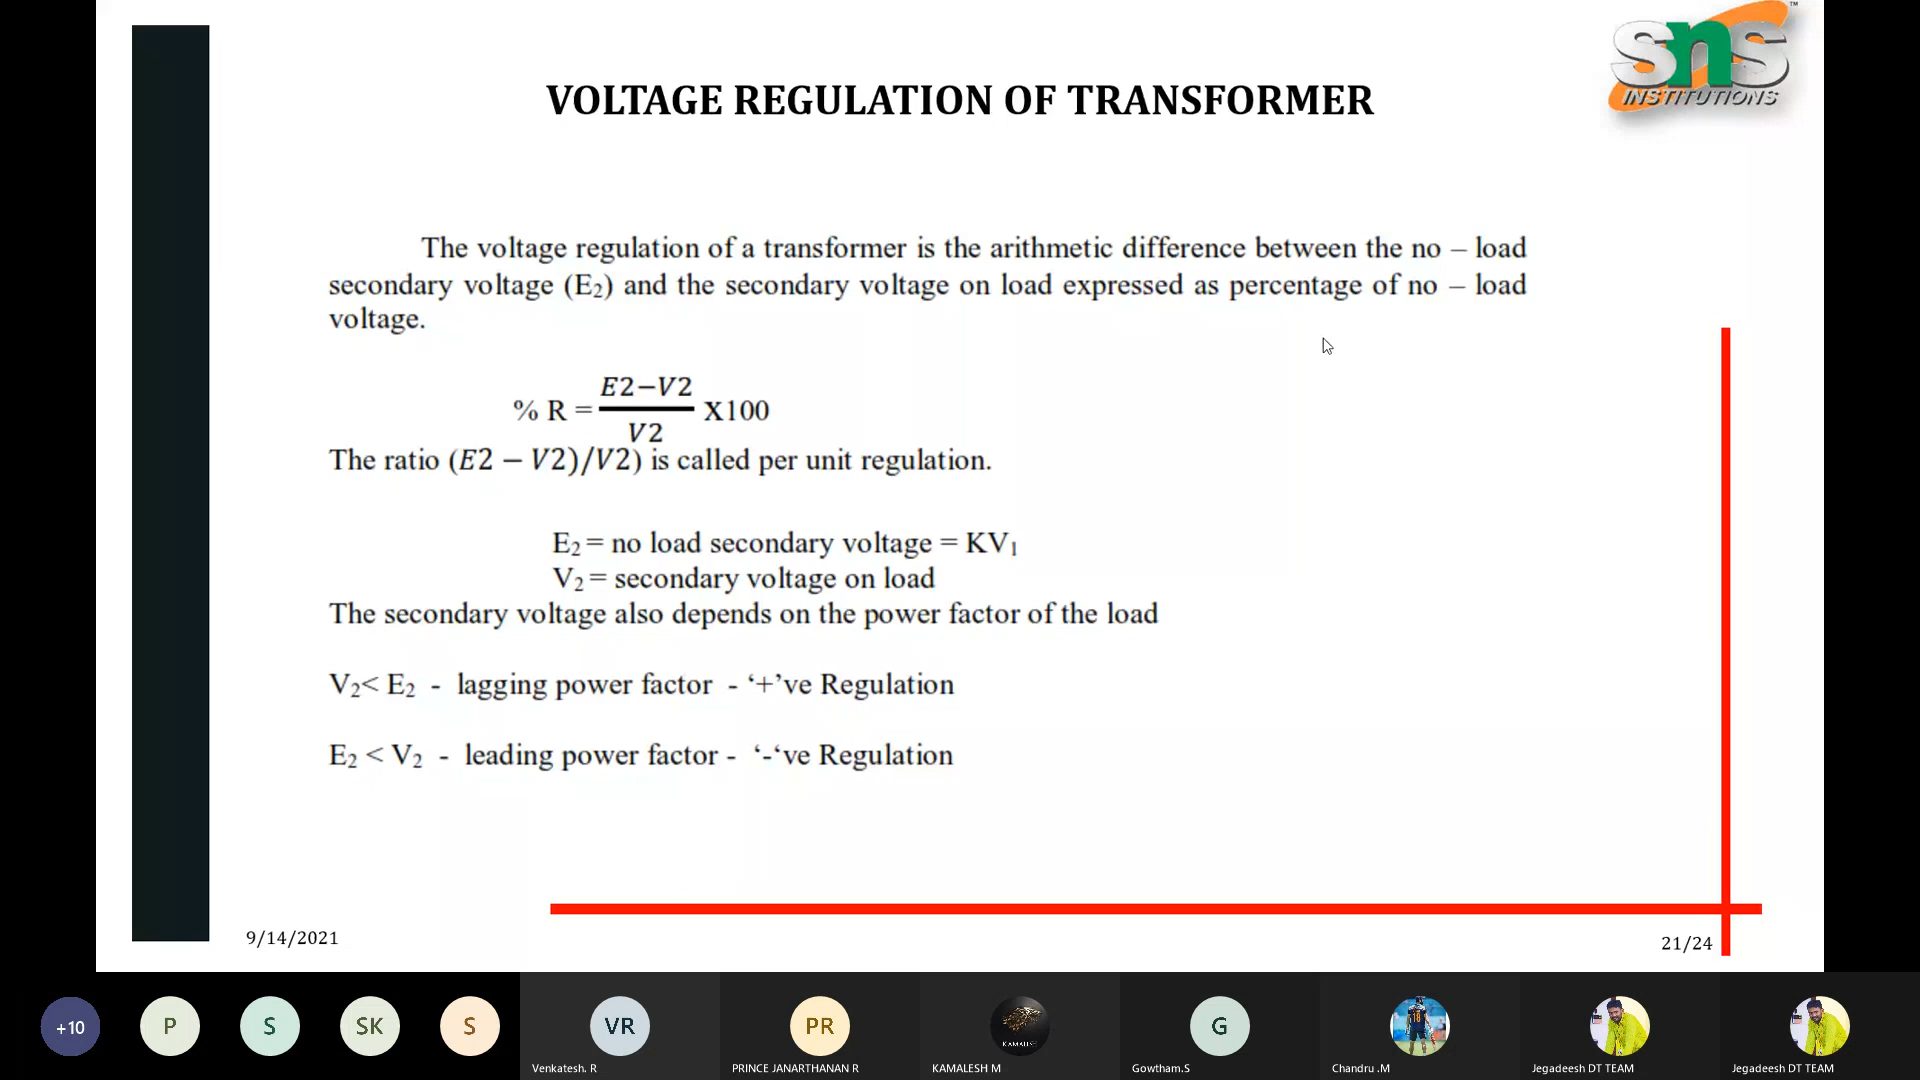 sns
INSTITUTIONS
TM
VOLTAGE REGULATION OF TRANSFORMER
The voltage regulation of a transformer is the arithmetic difference between the no – load
secondary voltage (E₂) and the secondary voltage on load expressed as percentage of no – load
voltage.
% R = E2−V2 / V2 X100
The ratio (E2 − V2)/V2) is called per unit regulation.
E₂ = no load secondary voltage = KV₁
V₂ = secondary voltage on load
The secondary voltage also depends on the power factor of the load
V₂< E₂ - lagging power factor - ‘+’ve Regulation
E₂ < V₂ - leading power factor - ‘-‘ve Regulation
9/14/2021
21/24
+10
P
S
SK
S
VR
PR
KAMALESH
G
18
Venkatesh. R
PRINCE JANARTHANAN R
KAMALESH M
Gowtham.S
Chandru .M
Jegadeesh DT TEAM
Jegadeesh DT TEAM